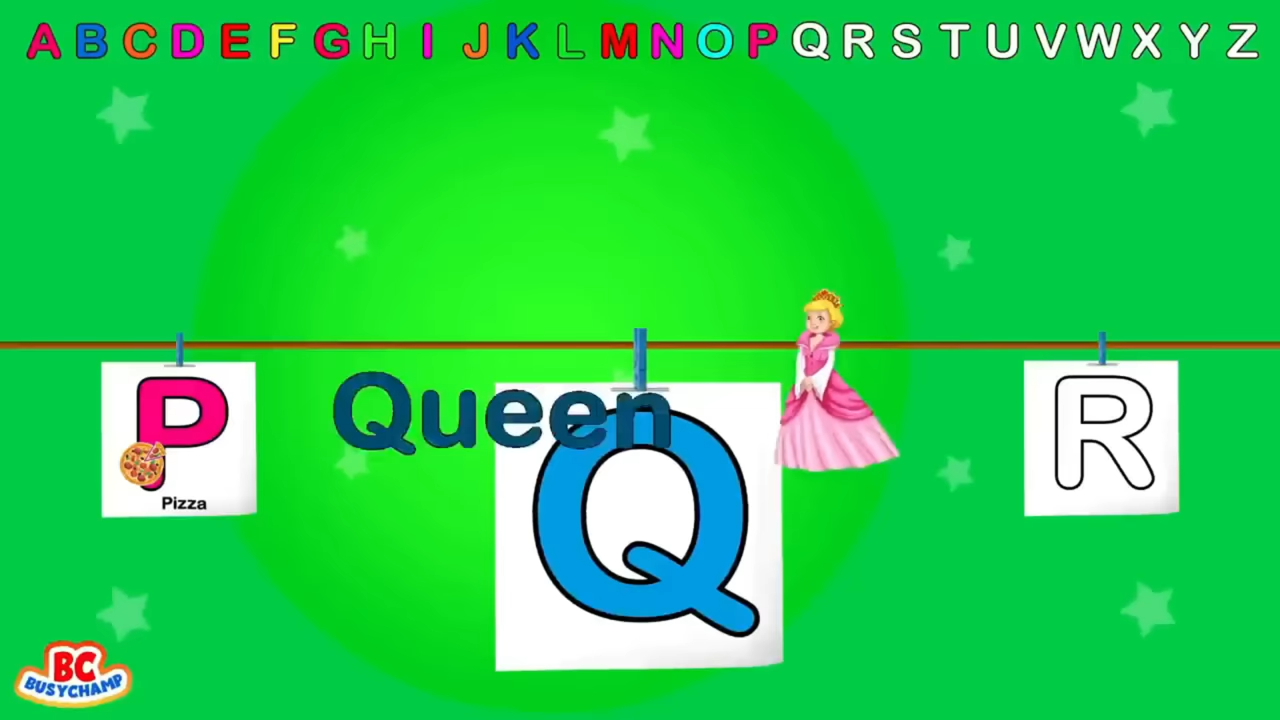 A B C D E F G H I J K L M N O P Q R S T U V W X Y Z
Queen
P
Pizza
Q
R
BC
BUSYCHAMP